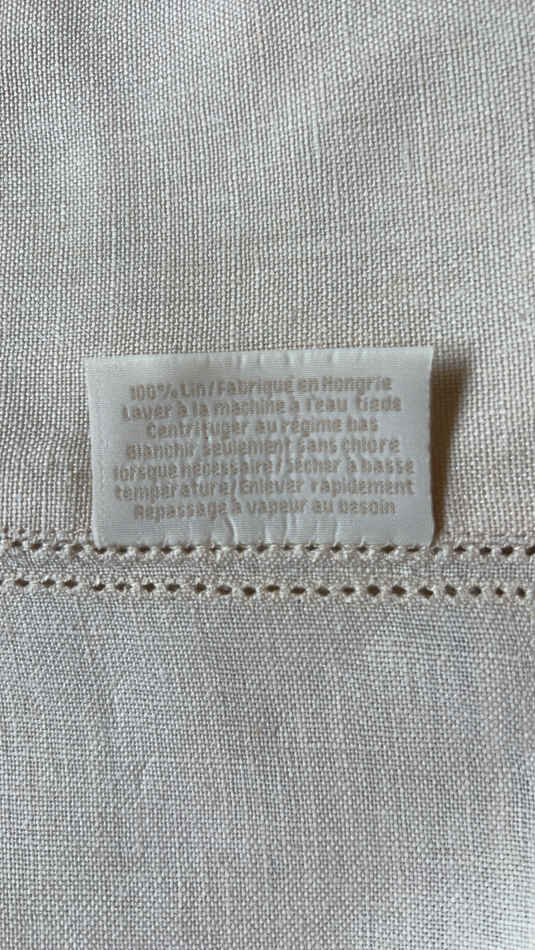 100% Lin/Fabriqué en Hongrie
Laver à la machine à l'eau tiède
Centrifuger au régime bas
Blanchir seulement sans chlore
lorsque nécessaire/Sécher à basse
température/Enlever rapidement
Repassage à vapeur au besoin